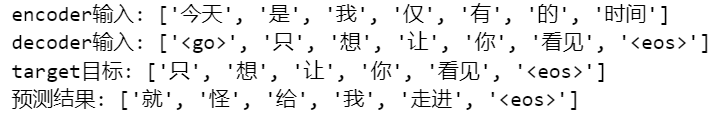 encoder输入: ['今天', '是', '我', '仅', '有', '的', '时间']
decoder输入: ['<go>', '只', '想', '让', '你', '看见', '<eos>']
target目标: ['只', '想', '让', '你', '看见', '<eos>']
预测结果: ['就', '怪', '给', '我', '走进', '<eos>']